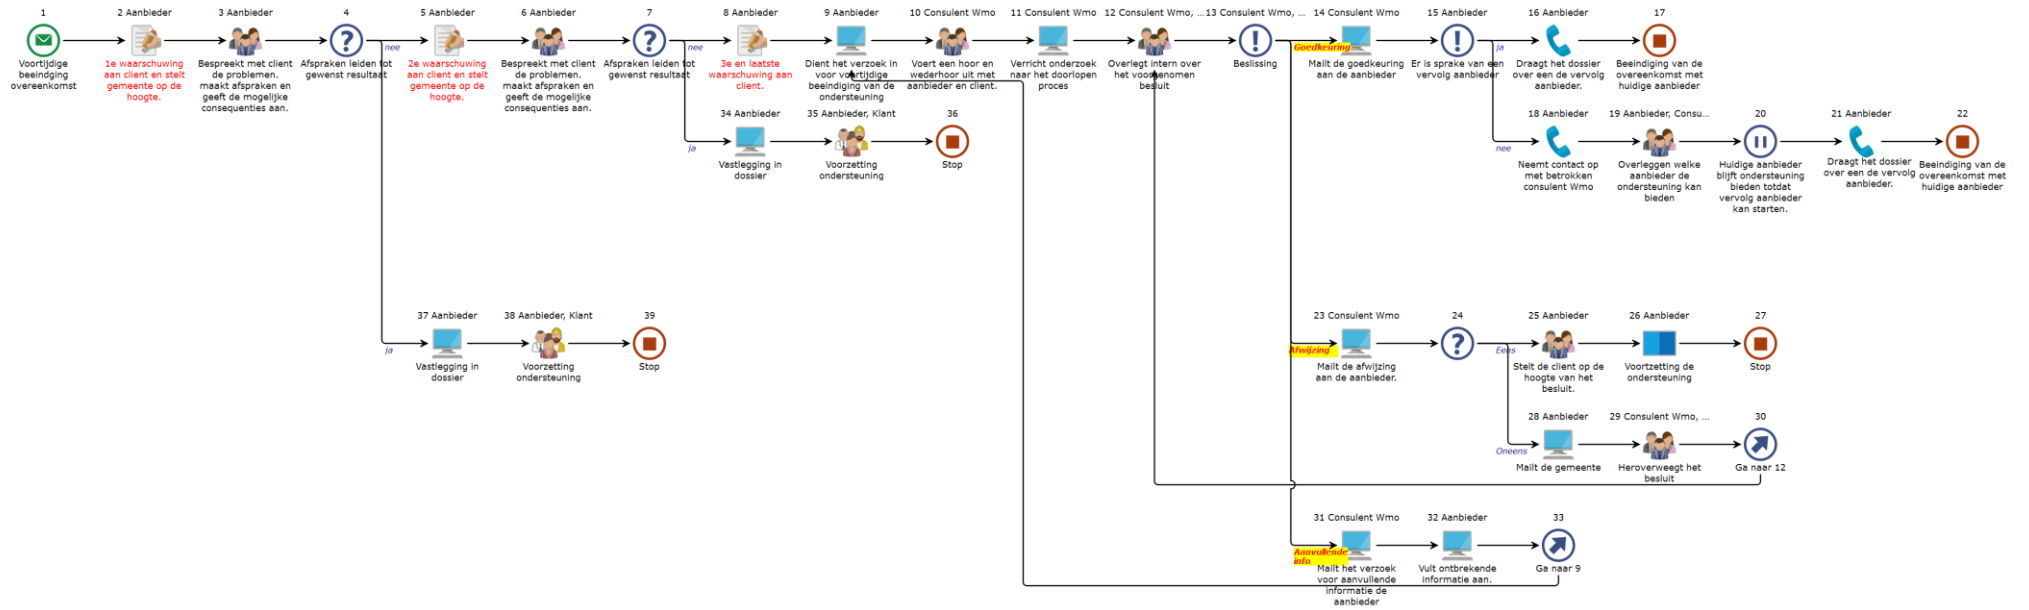 1
Voortijdige
beeindging
overeenkomst
2 Aanbieder
1e waarschuwing
aan client en stelt
gemeente op de
hoogte.
3 Aanbieder
Bespreekt met client
de problemen.
maakt afspraken en
geeft de mogelijke
consequenties aan.
4
Afspraken leiden tot
gewenst resultaat
nee
5 Aanbieder
2e waarschuwing
aan client en stelt
gemeente op de
hoogte.
6 Aanbieder
Bespreekt met client
de problemen.
maakt afspraken en
geeft de mogelijke
consequenties aan.
7
Afspraken leiden tot
gewenst resultaat
nee
8 Aanbieder
3e en laatste
waarschuwing aan
client.
9 Aanbieder
Dient het verzoek in
voor voortijdige
beeindiging van de
ondersteuning
10 Consulent Wmo
Voert een hoor en
wederhoor uit met
aanbieder en client.
11 Consulent Wmo
Verricht onderzoek
naar het doorlopen
proces
12 Consulent Wmo, ...
Overlegt intern over
het voorgenomen
besluit
13 Consulent Wmo, ...
Beslissing
Goedkeuring
14 Consulent Wmo
Mailt de goedkeuring
aan de aanbieder
15 Aanbieder
Er is sprake van een
vervolg aanbieder
ja
16 Aanbieder
Draagt het dossier
over een de vervolg
aanbieder.
17
Beeindiging van de
overeenkomst met
huidige aanbieder
nee
18 Aanbieder
Neemt contact op
met betrokken
consulent Wmo
19 Aanbieder, Consu...
Overleggen welke
aanbieder de
ondersteuning kan
bieden
20
Huidige aanbieder
blijft ondersteuning
bieden totdat
vervolg aanbieder
kan starten.
21 Aanbieder
Draagt het dossier
over een de vervolg
aanbieder.
22
Beeindiging van de
overeenkomst met
huidige aanbieder
ja
34 Aanbieder
Vastlegging in
dossier
35 Aanbieder, Klant
Voorzetting
ondersteuning
36
Stop
ja
37 Aanbieder
Vastlegging in
dossier
38 Aanbieder, Klant
Voorzetting
ondersteuning
39
Stop
Afwijzing
23 Consulent Wmo
Mailt de afwijzing
aan de aanbieder.
24
Eens
25 Aanbieder
Stelt de client op de
hoogte van het
besluit.
26 Aanbieder
Voortzetting de
ondersteuning
27
Stop
Oneens
28 Aanbieder
Mailt de gemeente
29 Consulent Wmo, ...
Heroverweegt het
besluit
30
Ga naar 12
Aanvullende
info
31 Consulent Wmo
Mailt het verzoek
voor aanvullende
informatie de
aanbieder
32 Aanbieder
Vult ontbrekende
informatie aan.
33
Ga naar 9